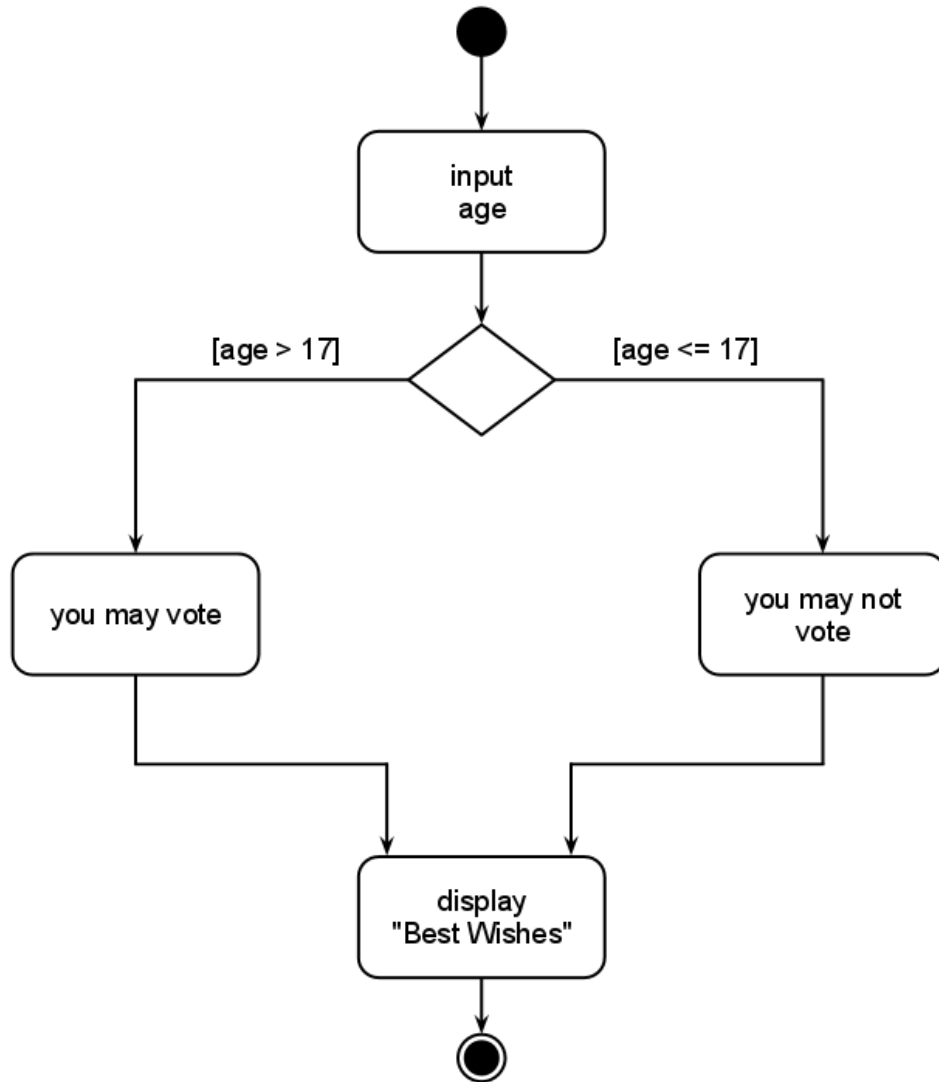 input
age
[age > 17]
[age <= 17]
you may vote
you may not
vote
display
"Best Wishes"